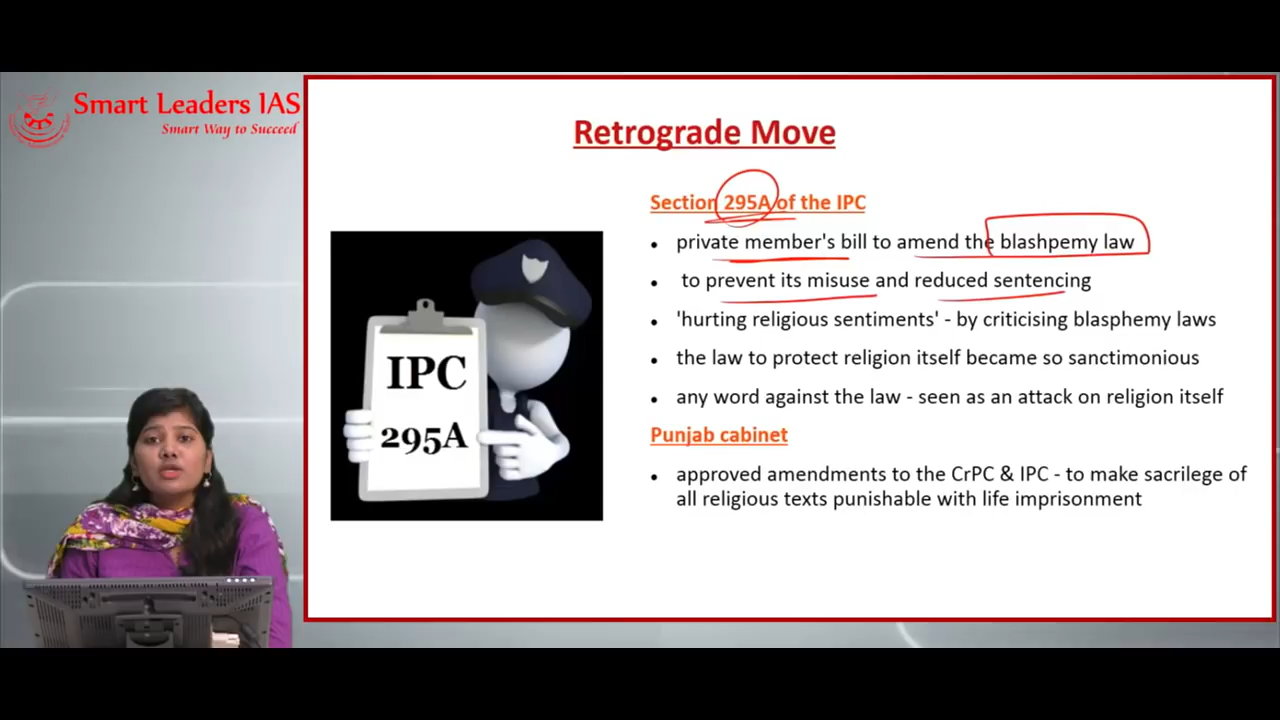 Smart Leaders IAS
Smart Way to Succeed
Retrograde Move
Section 295A of the IPC
• private member's bill to amend the blashpemy law
• to prevent its misuse and reduced sentencing
• 'hurting religious sentiments' - by criticising blasphemy laws
• the law to protect religion itself became so sanctimonious
• any word against the law - seen as an attack on religion itself
Punjab cabinet
• approved amendments to the CrPC & IPC - to make sacrilege of
all religious texts punishable with life imprisonment
IPC
295A